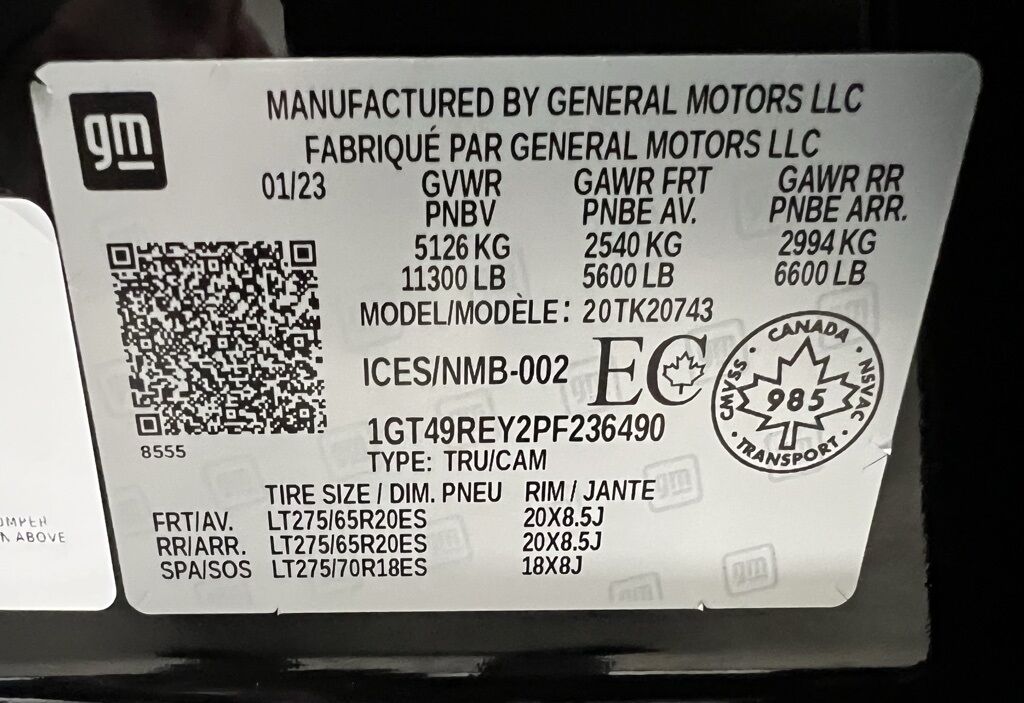 gm
MANUFACTURED BY GENERAL MOTORS LLC
FABRIQUÉ PAR GENERAL MOTORS LLC
01/23 GVWR GAWR FRT GAWR RR
PNBV PNBE AV. PNBE ARR.
5126 KG 2540 KG 2994 KG
11300 LB 5600 LB 6600 LB
MODEL/MODÈLE: 20TK20743
ICES/NMB-002 EC
CANADA
CMVSS · NSVAC
985
TRANSPORT
1GT49REY2PF236490
8555
TYPE: TRU/CAM
TIRE SIZE / DIM. PNEU RIM / JANTE
FRT/AV. LT275/65R20ES 20X8.5J
RR/ARR. LT275/65R20ES 20X8.5J
SPA/SOS LT275/70R18ES 18X8J
ABOVE